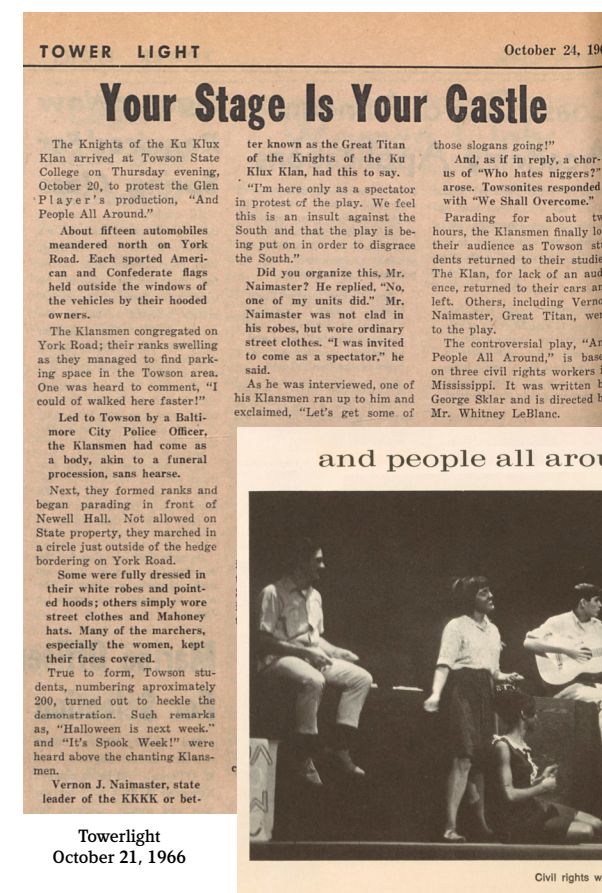 TOWER LIGHT
October 24, 196
Your Stage Is Your Castle
The Knights of the Ku Klux
Klan arrived at Towson State
College on Thursday evening,
October 20, to protest the Glen
Player's production, "And
People All Around."
About fifteen automobiles
meandered north on York
Road. Each sported Ameri-
can and Confederate flags
held outside the windows of
the vehicles by their hooded
owners.
The Klansmen congregated on
York Road; their ranks swelling
as they managed to find park-
ing space in the Towson area.
One was heard to comment, "I
could of walked here faster!"
Led to Towson by a Balti-
more City Police Officer,
the Klansmen had come as
a body, akin to a funeral
procession, sans hearse.
Next, they formed ranks and
began parading in front of
Newell Hall. Not allowed on
State property, they marched in
a circle just outside of the hedge
bordering on York Road.
Some were fully dressed in
their white robes and point-
ed hoods; others simply wore
street clothes and Mahoney
hats. Many of the marchers,
especially the women, kept
their faces covered.
True to form, Towson stu-
dents, numbering aproximately
200, turned out to heckle the
demonstration. Such remarks
as, "Halloween is next week."
and "It's Spook Week!" were
heard above the chanting Klans-
men.
Vernon J. Naimaster, state
leader of the KKKK or bet-
ter known as the Great Titan
of the Knights of the Ku
Klux Klan, had this to say.
"I'm here only as a spectator
in protest of the play. We feel
this is an insult against the
South and that the play is be-
ing put on in order to disgrace
the South."
Did you organize this, Mr.
Naimaster? He replied, "No,
one of my units did." Mr.
Naimaster was not clad in
his robes, but wore ordinary
street clothes. "I was invited
to come as a spectator," he
said.
As he was interviewed, one of
his Klansmen ran up to him and
exclaimed, "Let's get some of
those slogans going!"
And, as if in reply, a chor-
us of "Who hates niggers?"
arose. Towsonites responded
with "We Shall Overcome."
Parading for about tw
hours, the Klansmen finally lo
their audience as Towson stu
dents returned to their studie
The Klan, for lack of an aud
ence, returned to their cars an
left. Others, including Verno
Naimaster, Great Titan, wer
to the play.
The controversial play, "An
People All Around," is base
on three civil rights workers i
Mississippi. It was written b
George Sklar and is directed b
Mr. Whitney LeBlanc.
and people all arou
Civil rights w
Towerlight
October 21, 1966